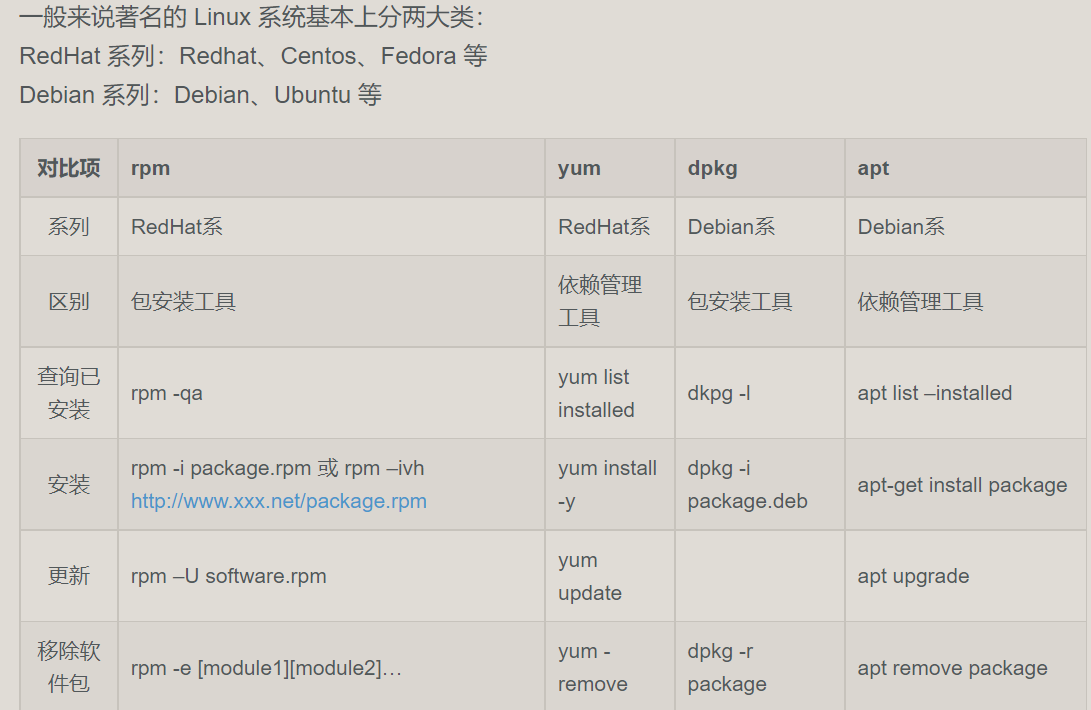 一般来说著名的 Linux 系统基本上分两大类：
RedHat 系列：Redhat、Centos、Fedora 等
Debian 系列：Debian、Ubuntu 等
对比项 rpm yum dpkg apt
系列 RedHat系 RedHat系 Debian系 Debian系
区别 包安装工具 依赖管理 包安装工具 依赖管理工具
工具
查询已 rpm -qa yum list dkpg -l apt list –installed
安装 installed
安装 rpm -i package.rpm 或 rpm –ivh yum install dpkg -i apt-get install package
http://www.xxx.net/package.rpm -y package.deb
更新 rpm –U software.rpm yum apt upgrade
update
移除软 rpm -e [module1][module2]… yum - dpkg -r apt remove package
件包 remove package